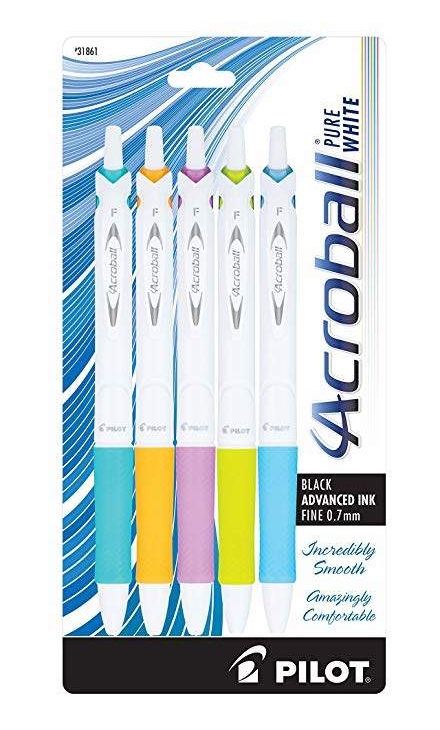 #31861
Acroball® PURE
WHITE
F
F
F
F
F
Acroball
Acroball
Acroball
Acroball
Acroball
PILOT
PILOT
PILOT
PILOT
PILOT
BLACK
ADVANCED INK
FINE 0.7mm
Incredibly
Smooth
Amazingly
Comfortable
PILOT